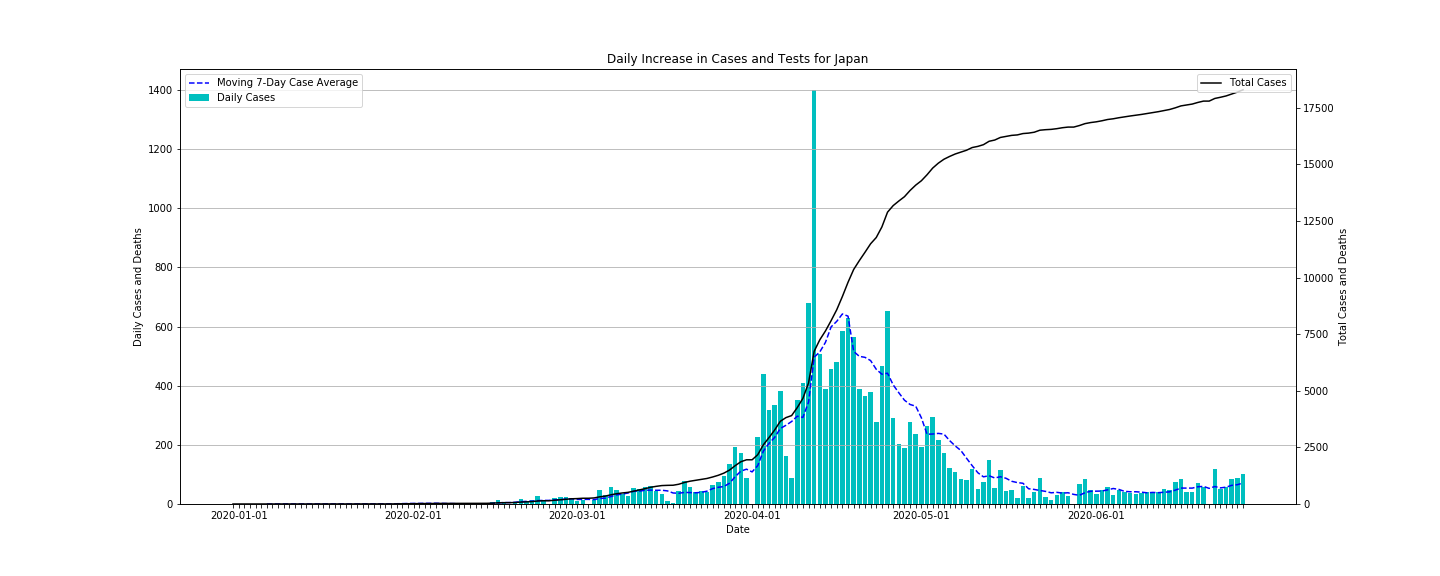 Daily Increase in Cases and Tests for Japan
Moving 7-Day Case Average
Daily Cases
Total Cases
1400
1200
1000
800
600
400
200
0
Daily Cases and Deaths
17500
15000
12500
10000
7500
5000
2500
0
Total Cases and Deaths
2020-01-01 2020-02-01 2020-03-01 2020-04-01 2020-05-01 2020-06-01
Date